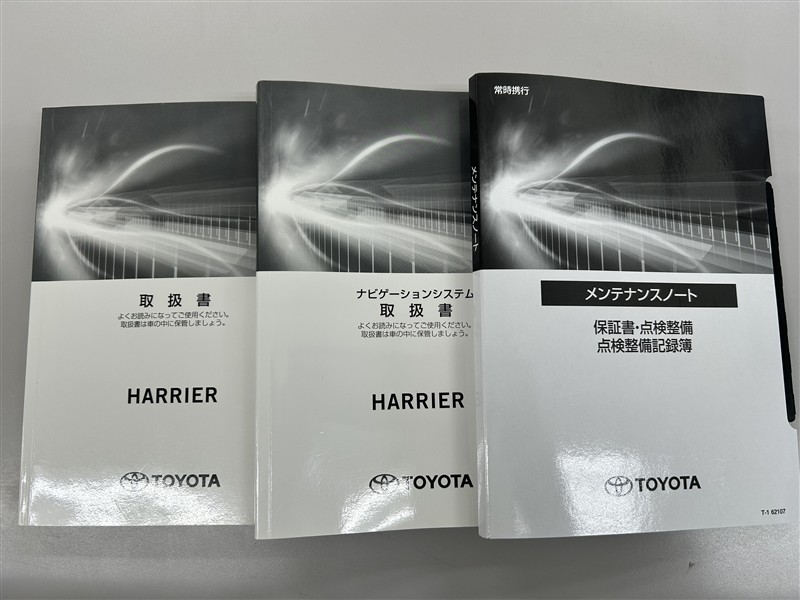 取扱書
よくお読みになってご使用ください。
取扱書は車の中に保管しましょう。
HARRIER
TOYOTA
ナビゲーションシステム
取扱書
よくお読みになってご使用ください。
取扱書は車の中に保管しましょう。
HARRIER
TOYOTA
メンテナンスノート
常時携行
メンテナンスノート
保証書・点検整備
点検整備記録簿
TOYOTA
T-1 62107